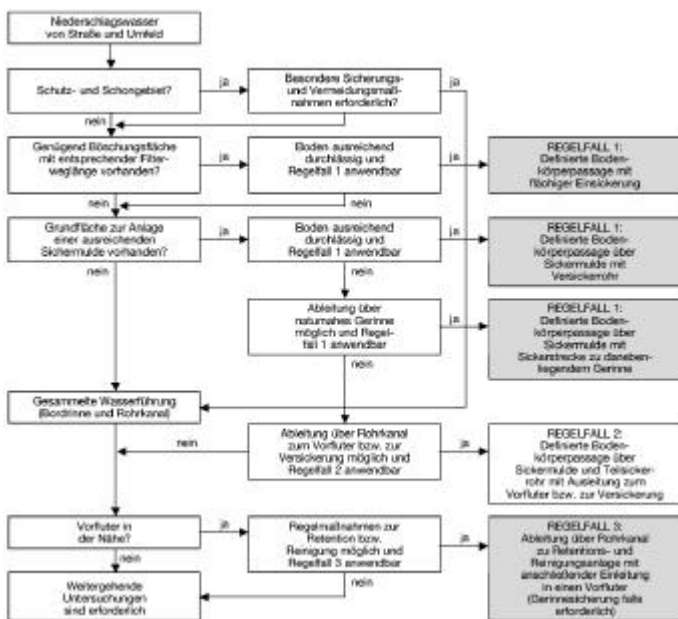 Niederschlagswasser
von Straße und Umfeld
Schutz- und Schongebiet?
ja
Besondere Sicherungs-
und Vermeidungsmaß-
nahmen erforderlich?
ja
nein
nein
Genügend Böschungsfläche
mit entsprechender Filter-
weglänge vorhanden?
ja
Boden ausreichend
durchlässig und
Regelfall 1 anwendbar
ja
REGELFALL 1:
Definierte Boden-
körperpassage mit
flächiger Einsickerung
nein
nein
Grundfläche zur Anlage
einer ausreichenden
Sickermulde vorhanden?
ja
Boden ausreichend
durchlässig und
Regelfall 1 anwendbar
ja
REGELFALL 1:
Definierte Boden-
körperpassage über
Sickermulde mit
Versickerrohr
nein
nein
Ableitung über
naturnahes Gerinne
möglich und Regel-
fall 1 anwendbar
ja
REGELFALL 1:
Definierte Boden-
körperpassage über
Sickermulde mit
Sickerstrecke zu daneben-
liegendem Gerinne
nein
Gesammelte Wasserführung
(Bordrinne und Rohrkanal)
nein
Ableitung über Rohrkanal
zum Vorfluter bzw. zur
Versickerung möglich und
Regelfall 2 anwendbar
ja
REGELFALL 2:
Definierte Boden-
körperpassage über
Sickermulde und Teilsicker-
rohr mit Ausleitung zum
Vorfluter bzw. zur Versickerung
Vorfluter in
der Nähe?
ja
Regelmaßnahmen zur
Retention bzw.
Reinigung möglich und
Regelfall 3 anwendbar
ja
REGELFALL 3:
Ableitung über Rohrkanal
zu Retentions- und
Reinigungsanlage mit
anschließender Einleitung
in einen Vorfluter
(Gerinnesicherung falls
erforderlich)
nein
nein
Weitergehende
Untersuchungen
sind erforderlich